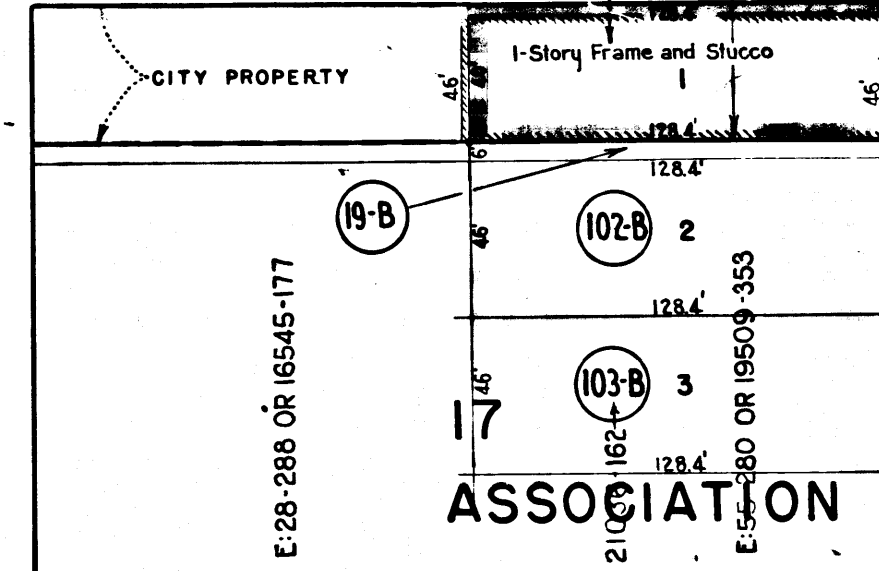 128.4'
1-Story Frame and Stucco
CITY PROPERTY
46'
1
46'
128.4'
6'
128.4'
19-B
46'
102-B
2
128.4'
46'
103-B
3
17
128.4'
ASSOCIATION
E:28-288 OR 16545-177
162
E:55-280 OR 19509-353